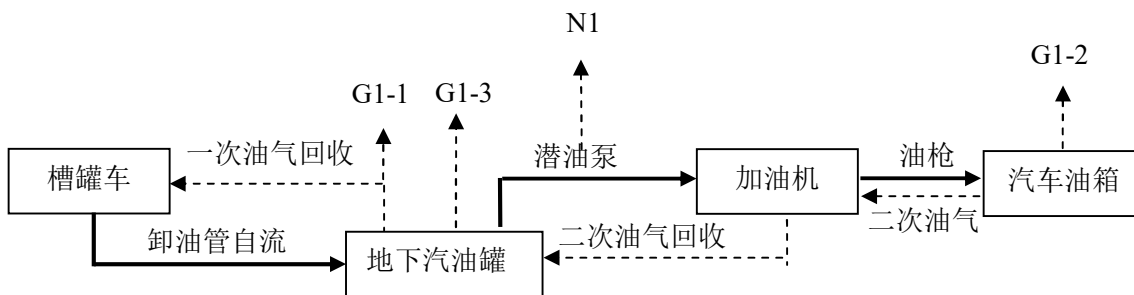 N1
G1-2
G1-1
G1-3
一次油气回收
潜油泵
油枪
槽罐车
加油机
汽车油箱
二次油气
卸油管自流
地下汽油罐
二次油气回收